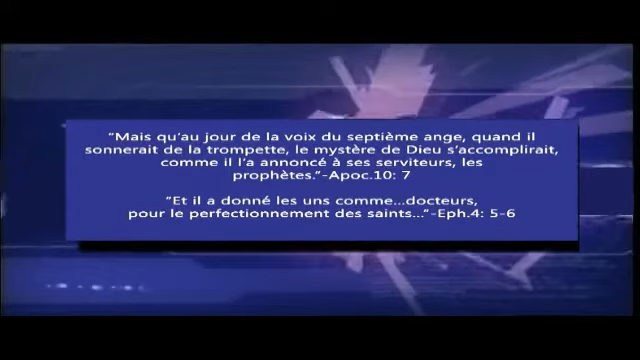 "Mais qu'au jour de la voix du septième ange, quand il
sonnerait de la trompette, le mystère de Dieu s'accomplirait,
comme il l'a annoncé à ses serviteurs, les
prophètes."-Apoc.10: 7
"Et il a donné les uns comme...docteurs,
pour le perfectionnement des saints..."-Eph.4: 5-6